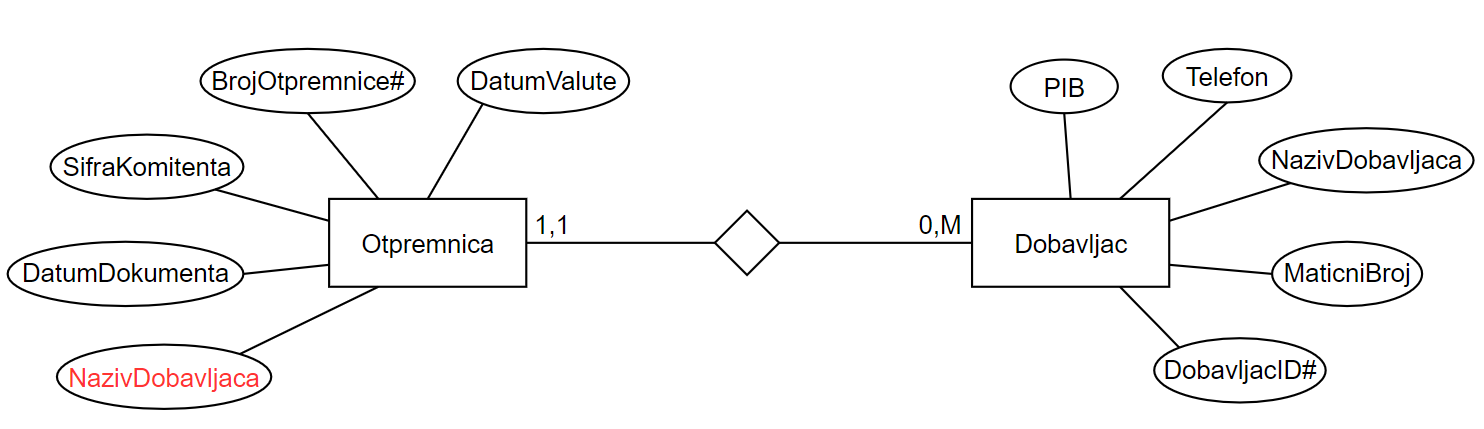 BrojOtpremnice#
DatumValute
SifraKomitenta
DatumDokumenta
NazivDobavljaca
Otpremnica
1,1
0,M
Dobavljac
PIB
Telefon
NazivDobavljaca
MaticniBroj
DobavljacID#